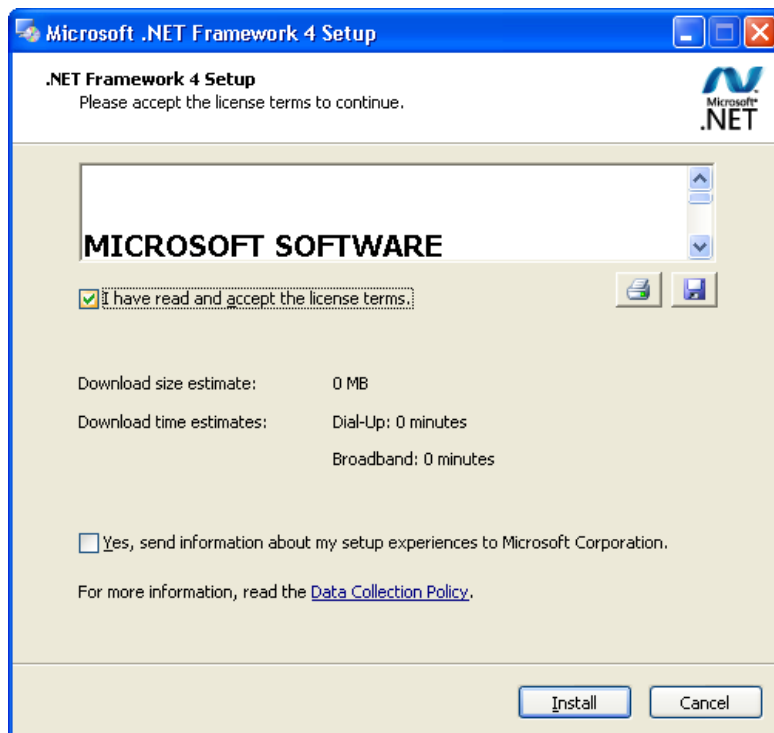 Microsoft .NET Framework 4 Setup
.NET Framework 4 Setup
Please accept the license terms to continue.
Microsoft®
.NET
MICROSOFT SOFTWARE
I have read and accept the license terms.
Download size estimate: 0 MB
Download time estimates: Dial-Up: 0 minutes
Broadband: 0 minutes
Yes, send information about my setup experiences to Microsoft Corporation.
For more information, read the Data Collection Policy.
Install Cancel